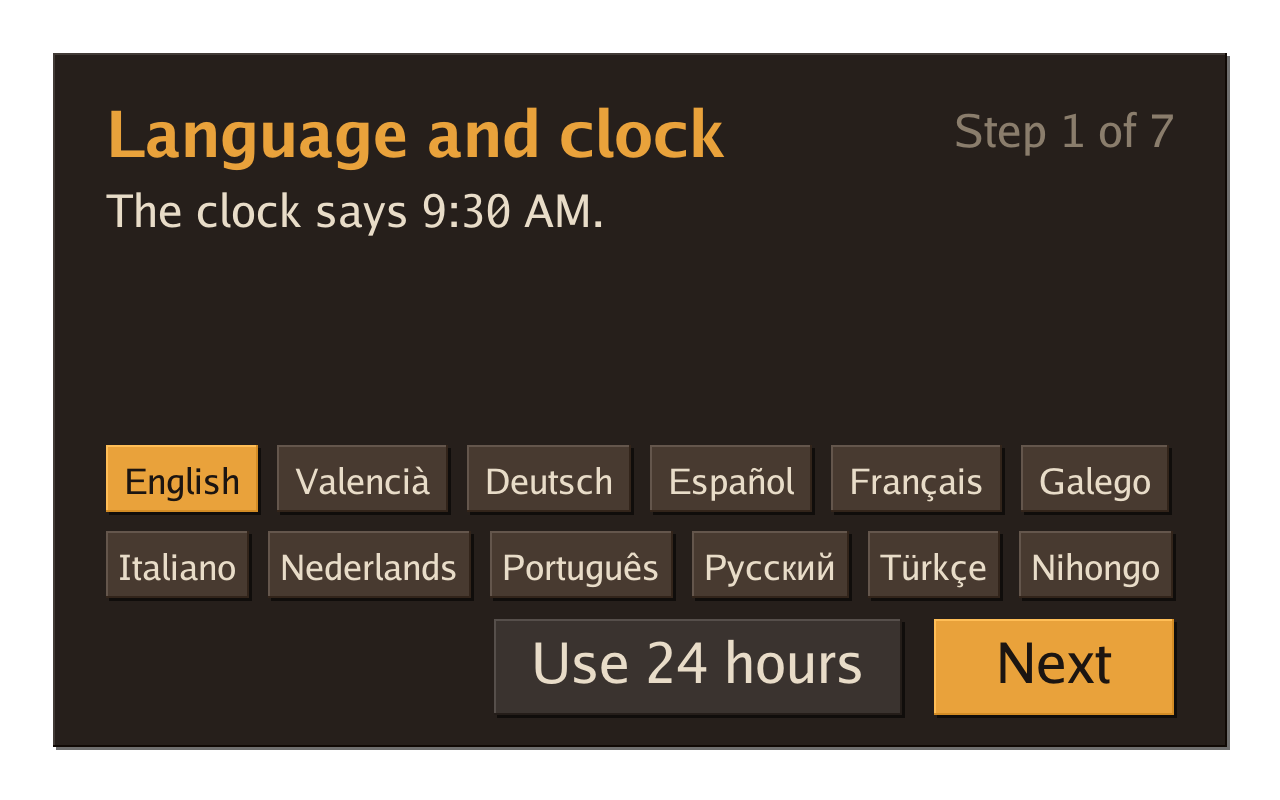 Language and clock
Step 1 of 7
The clock says 9:30 AM.
English Valencià Deutsch Español Français Galego
Italiano Nederlands Português Русский Türkçe Nihongo
Use 24 hours Next